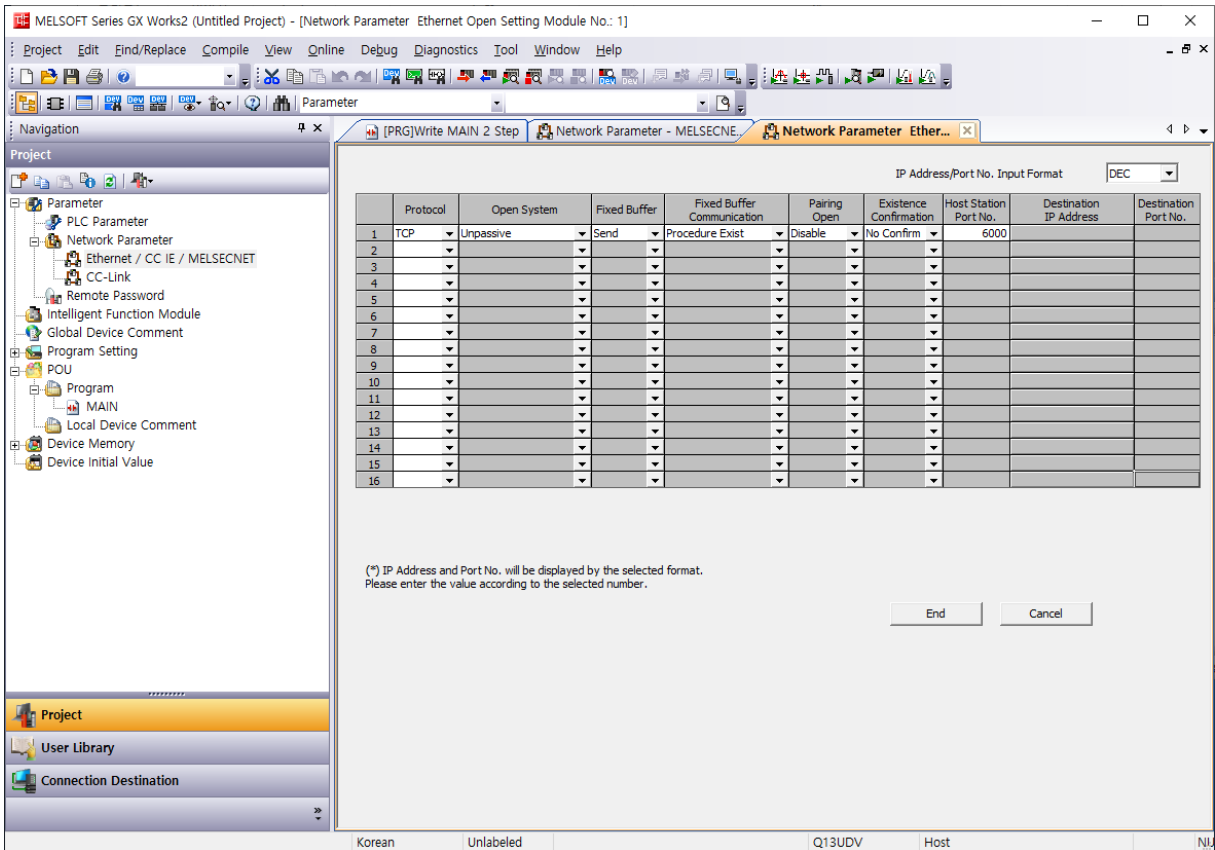 MELSOFT Series GX Works2 (Untitled Project) - [Network Parameter Ethernet Open Setting Module No.: 1]
Project Edit Find/Replace Compile View Online Debug Diagnostics Tool Window Help
Parameter
Navigation
[PRG]Write MAIN 2 Step
Network Parameter - MELSECNE...
Network Parameter Ether...
Project
Parameter
PLC Parameter
Network Parameter
Ethernet / CC IE / MELSECNET
CC-Link
Remote Password
Intelligent Function Module
Global Device Comment
Program Setting
POU
Program
MAIN
Local Device Comment
Device Memory
Device Initial Value
Project
User Library
Connection Destination
IP Address/Port No. Input Format DEC
Protocol Open System Fixed Buffer Fixed Buffer Communication Pairing Open Existence Confirmation Host Station Port No. Destination IP Address Destination Port No.
1 TCP Unpassive Send Procedure Exist Disable No Confirm 6000
2
3
4
5
6
7
8
9
10
11
12
13
14
15
16
(*) IP Address and Port No. will be displayed by the selected format.
Please enter the value according to the selected number.
End Cancel
Korean Unlabeled Q13UDV Host